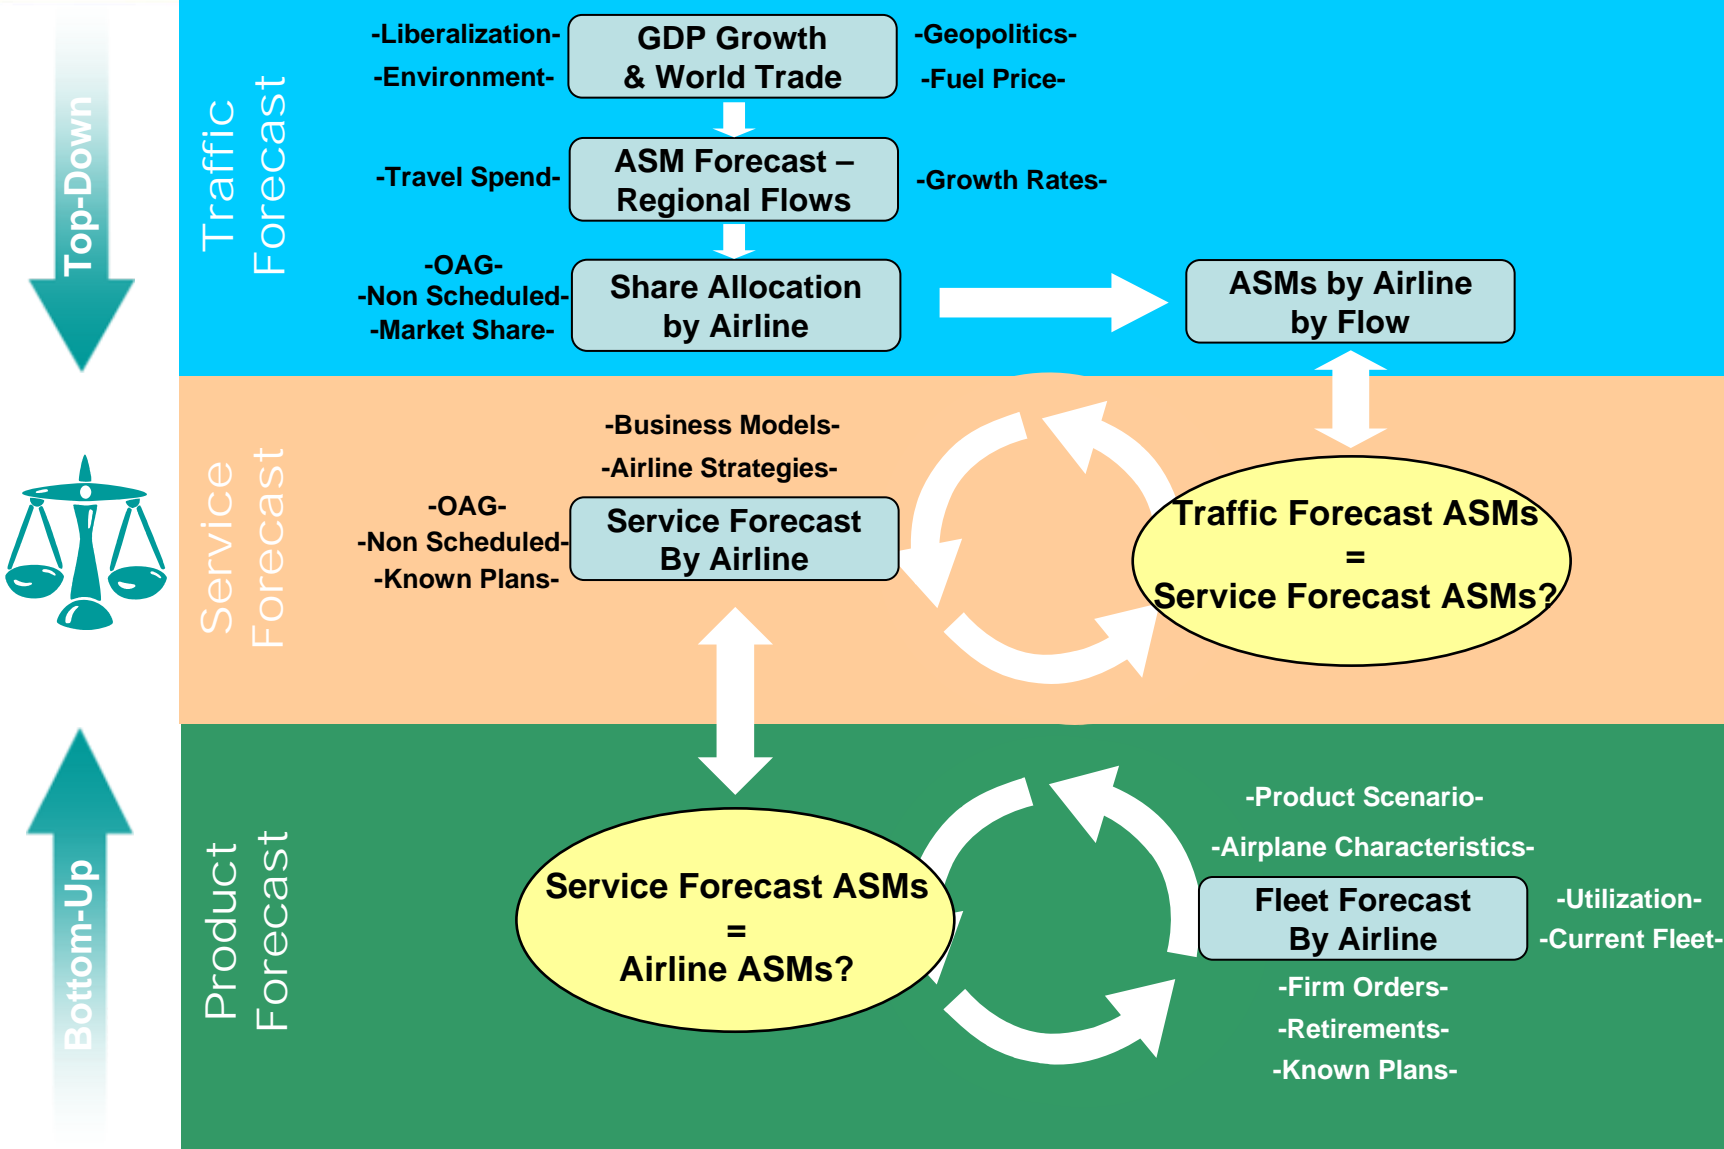 Top-Down
Traffic
Forecast
-Liberalization-
-Environment-
GDP Growth
& World Trade
-Geopolitics-
-Fuel Price-
-Travel Spend-
ASM Forecast –
Regional Flows
-Growth Rates-
-OAG-
-Non Scheduled-
-Market Share-
Share Allocation
by Airline
ASMs by Airline
by Flow
Service
Forecast
-Business Models-
-Airline Strategies-
-OAG-
-Non Scheduled-
-Known Plans-
Service Forecast
By Airline
Traffic Forecast ASMs
=
Service Forecast ASMs?
Bottom-Up
Product
Forecast
Service Forecast ASMs
=
Airline ASMs?
-Product Scenario-
-Airplane Characteristics-
Fleet Forecast
By Airline
-Utilization-
-Current Fleet-
-Firm Orders-
-Retirements-
-Known Plans-